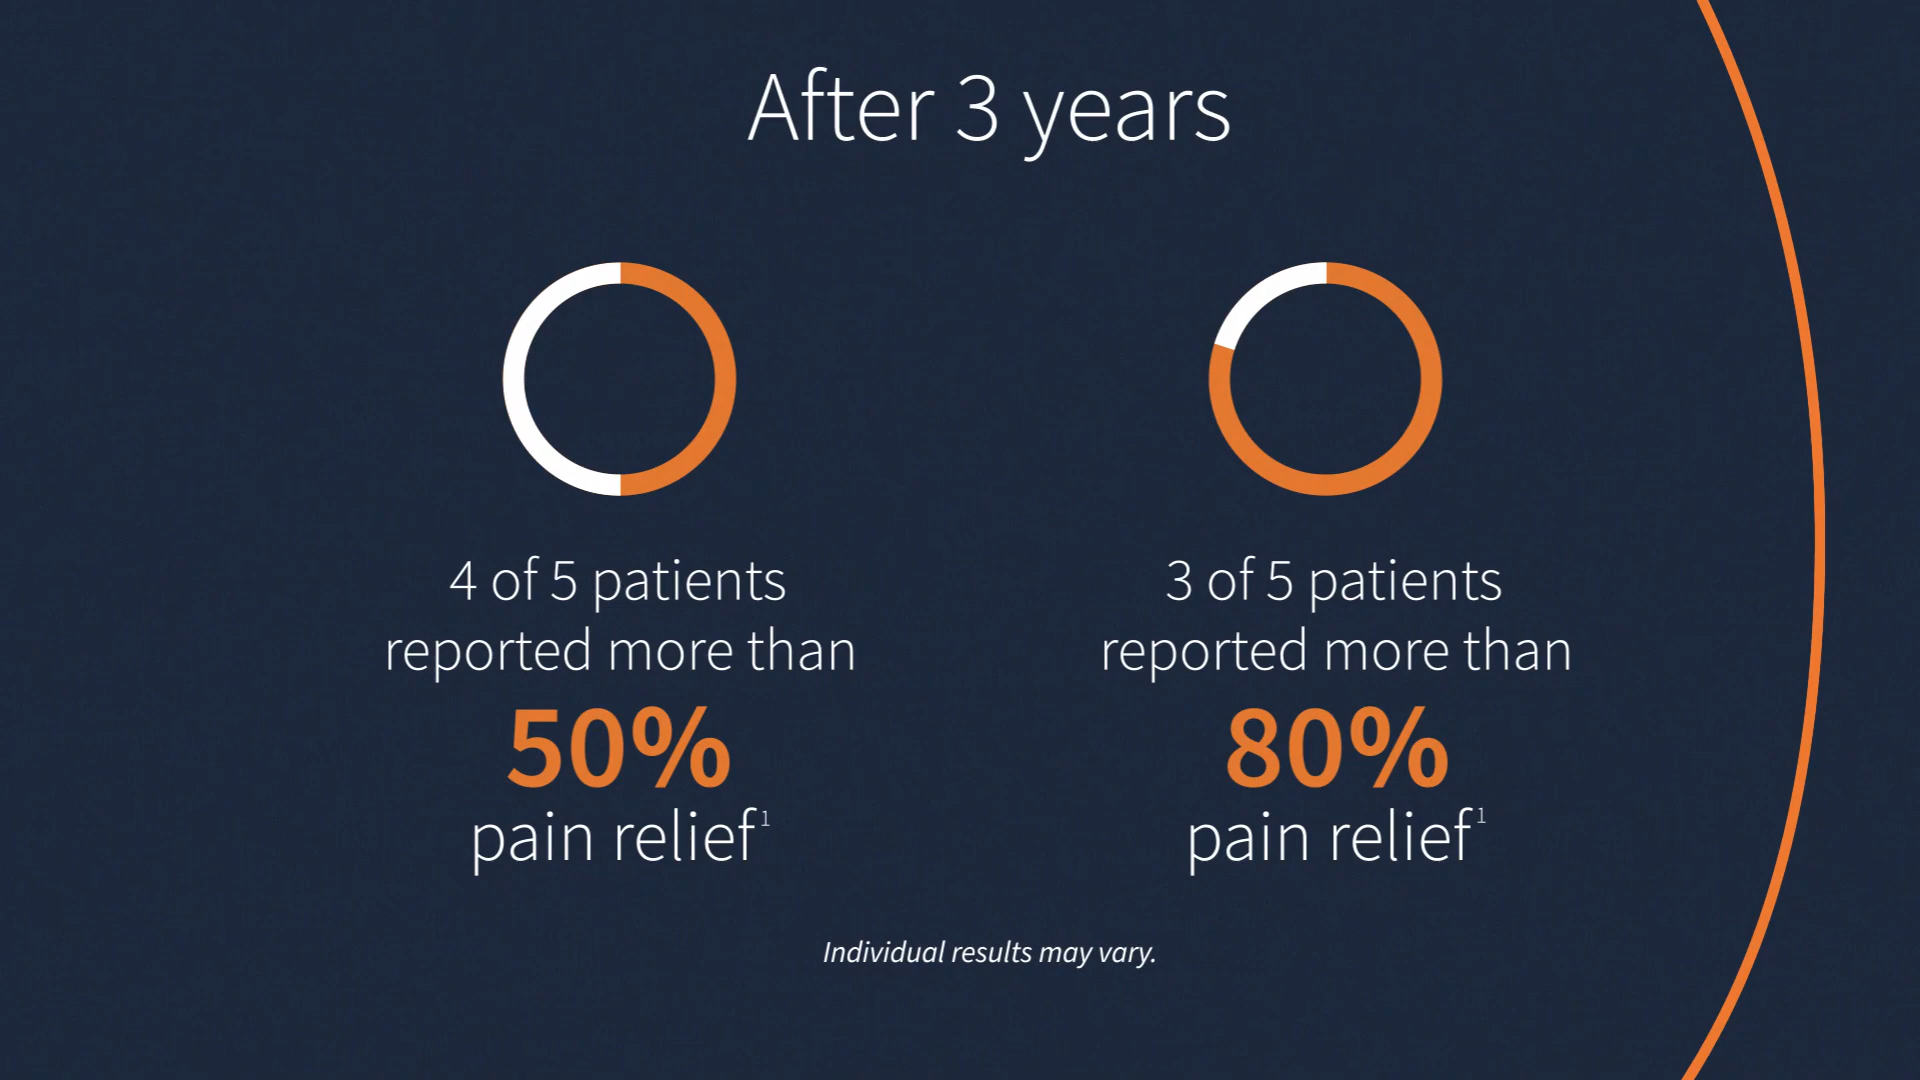 After 3 years
4 of 5 patients
reported more than
50%
pain relief¹
3 of 5 patients
reported more than
80%
pain relief¹
Individual results may vary.